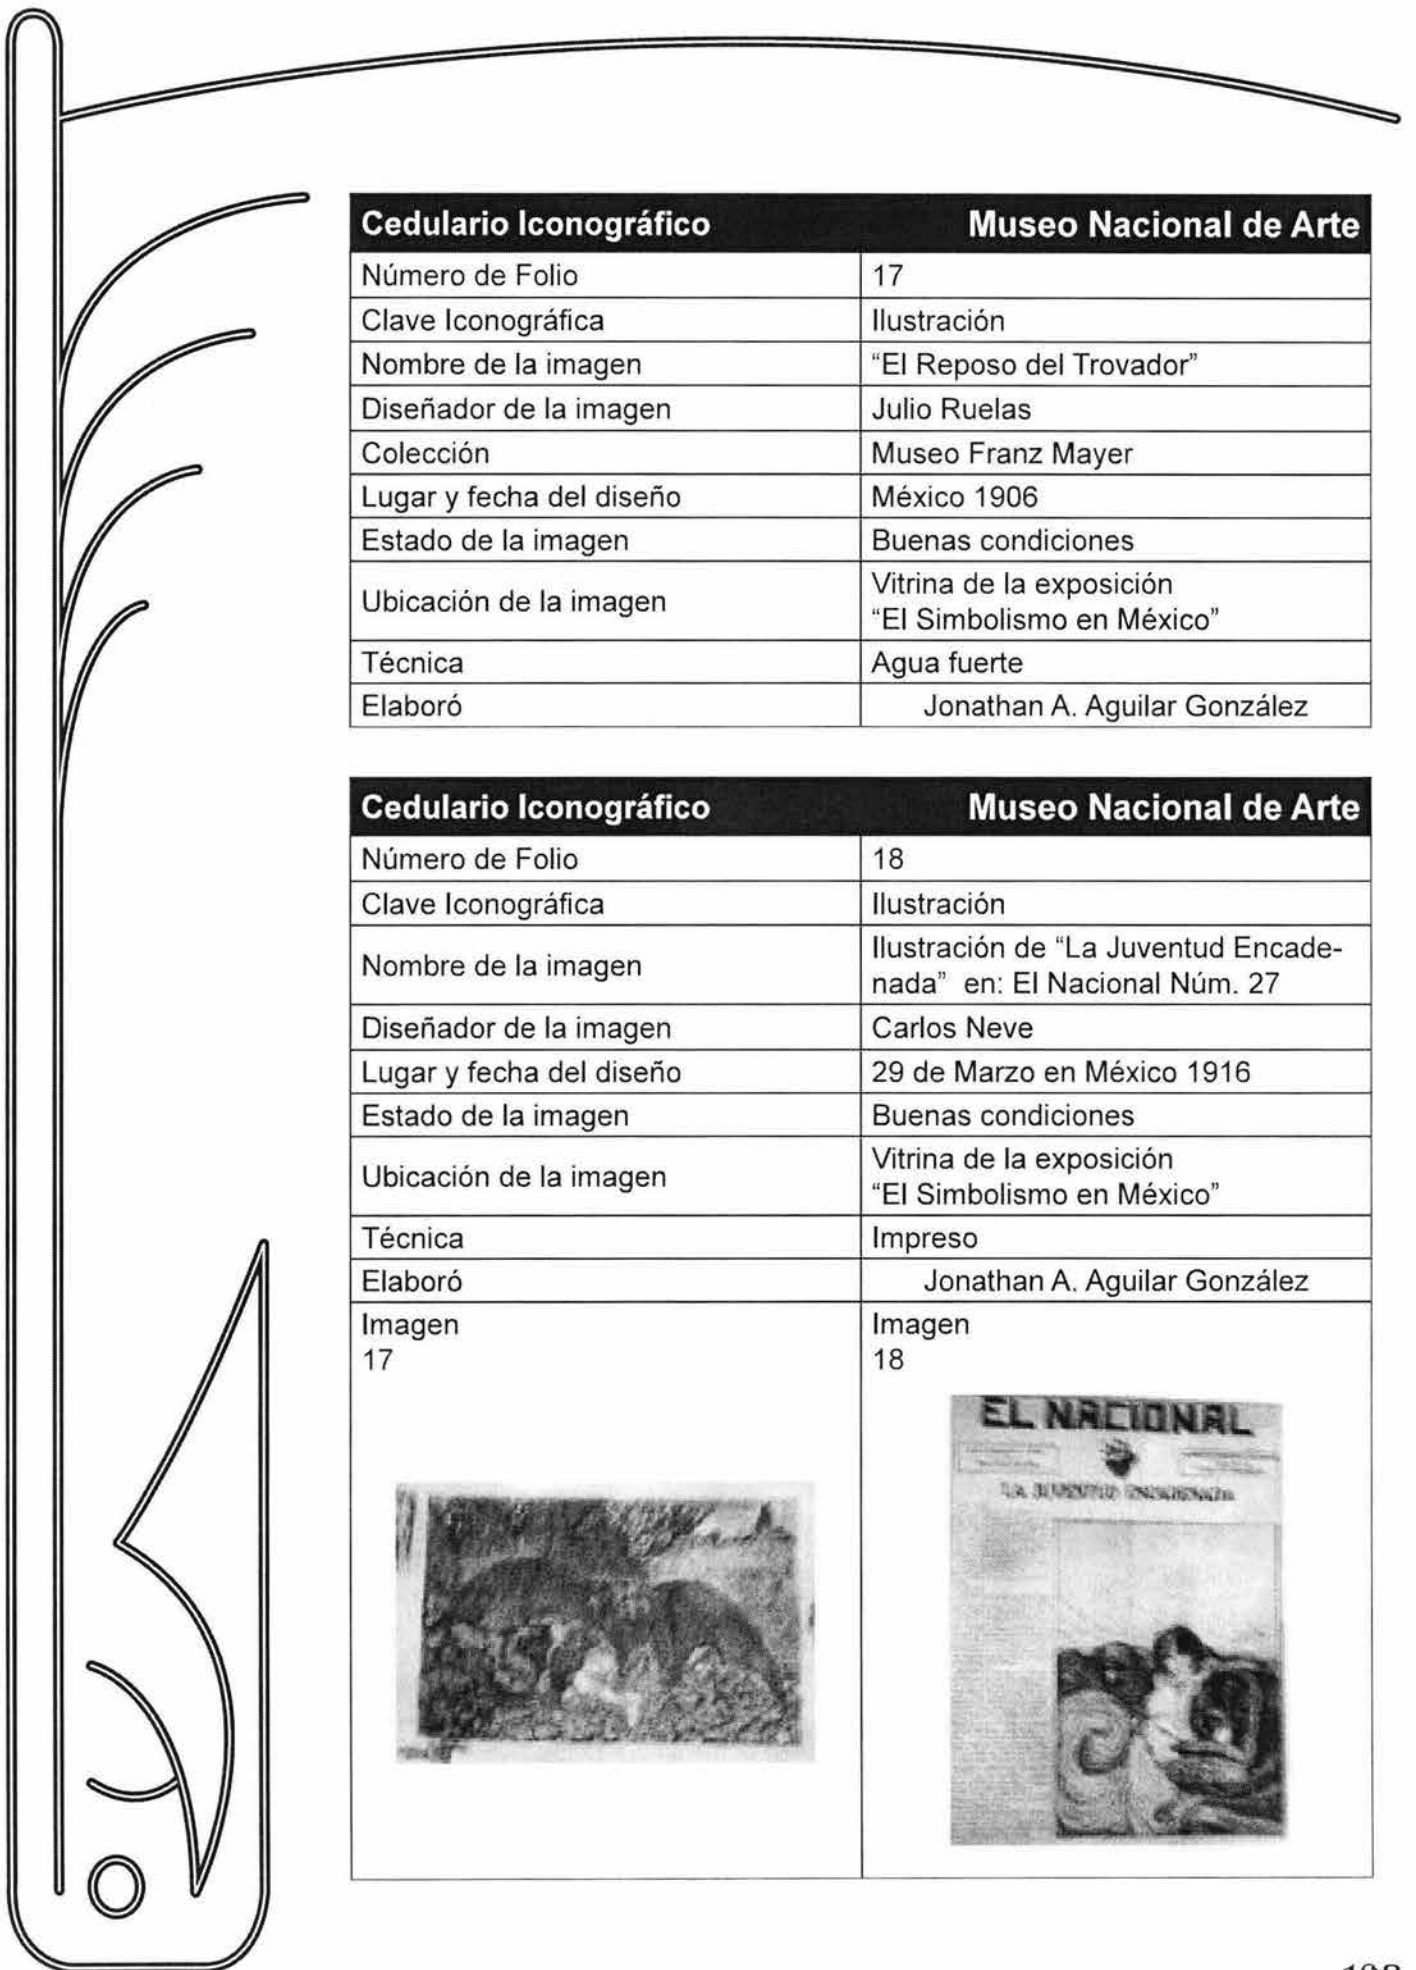 Cedulario Iconográfico Museo Nacional de Arte
Número de Folio 17
Clave Iconográfica Ilustración
Nombre de la imagen “El Reposo del Trovador”
Diseñador de la imagen Julio Ruelas
Colección Museo Franz Mayer
Lugar y fecha del diseño México 1906
Estado de la imagen Buenas condiciones
Ubicación de la imagen Vitrina de la exposición
“El Simbolismo en México”
Técnica Agua fuerte
Elaboró Jonathan A. Aguilar González
Cedulario Iconográfico Museo Nacional de Arte
Número de Folio 18
Clave Iconográfica Ilustración
Nombre de la imagen Ilustración de “La Juventud Encade-
nada” en: El Nacional Núm. 27
Diseñador de la imagen Carlos Neve
Lugar y fecha del diseño 29 de Marzo en México 1916
Estado de la imagen Buenas condiciones
Ubicación de la imagen Vitrina de la exposición
“El Simbolismo en México”
Técnica Impreso
Elaboró Jonathan A. Aguilar González
Imagen
17
Imagen
18
EL NACIONAL
LA JUVENTUD ENCADENADA